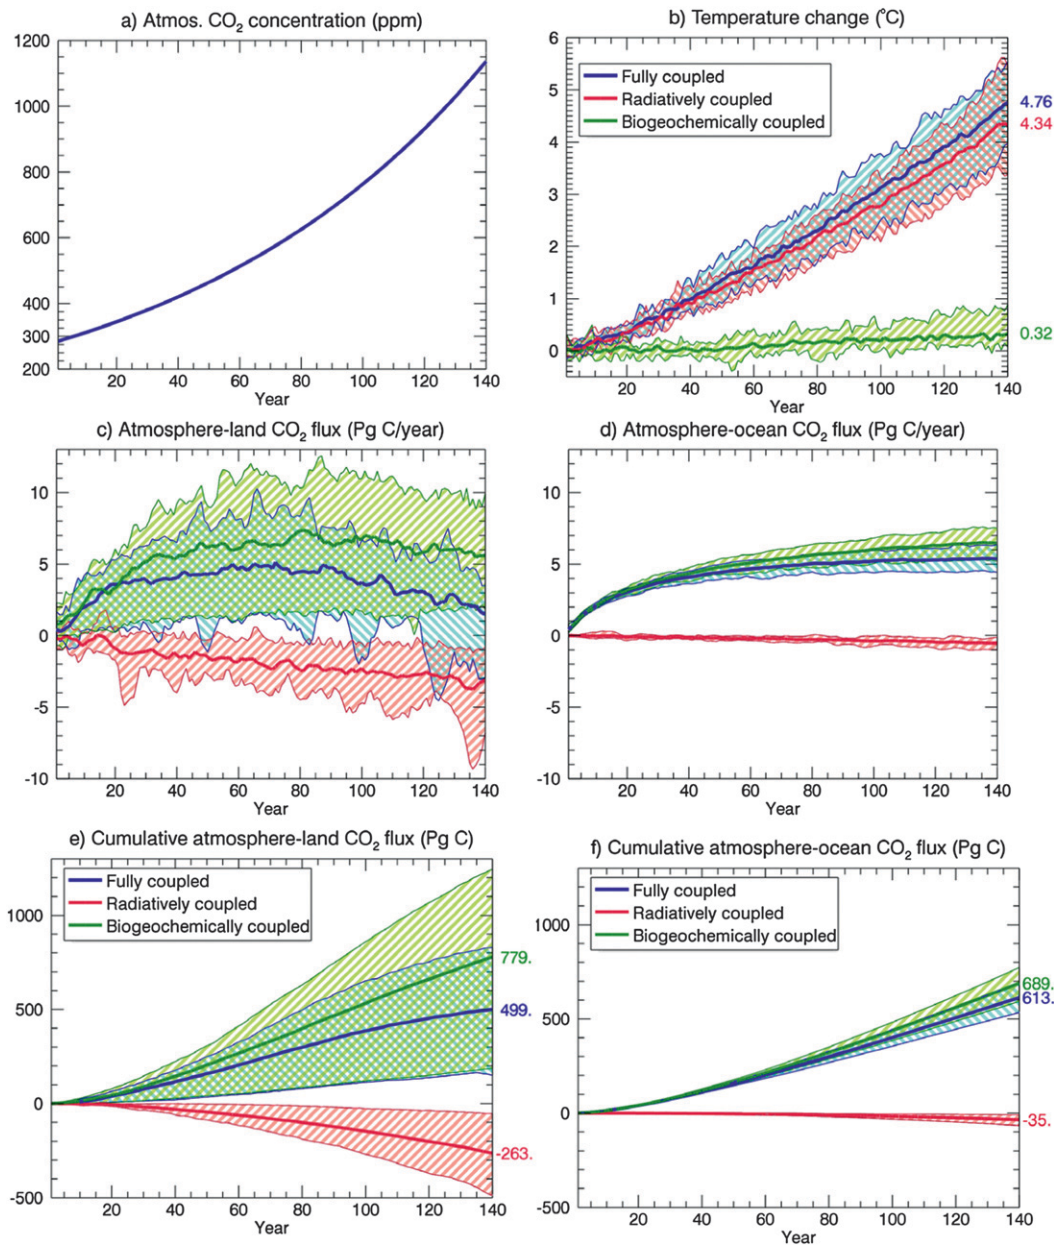 a) Atmos. CO2 concentration (ppm)
1200
1000
800
600
400
300
200
20 40 60 80 100 120 140
Year
b) Temperature change (°C)
6
5
4
3
2
1
0
Fully coupled
Radiatively coupled
Biogeochemically coupled
4.76
4.34
0.32
20 40 60 80 100 120 140
Year
c) Atmosphere-land CO2 flux (Pg C/year)
10
5
0
-5
-10
20 40 60 80 100 120 140
Year
d) Atmosphere-ocean CO2 flux (Pg C/year)
10
5
0
-5
-10
20 40 60 80 100 120 140
Year
e) Cumulative atmosphere-land CO2 flux (Pg C)
Fully coupled
Radiatively coupled
Biogeochemically coupled
1000
500
0
-500
779.
499.
-263.
20 40 60 80 100 120 140
Year
f) Cumulative atmosphere-ocean CO2 flux (Pg C)
Fully coupled
Radiatively coupled
Biogeochemically coupled
1000
500
0
-500
689.
613.
-35.
20 40 60 80 100 120 140
Year